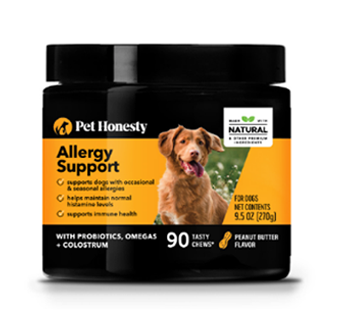 Pet Honesty
MADE WITH
NATURAL
& OTHER PREMIUM
INGREDIENTS
Allergy
Support
supports dogs with occasional
& seasonal allergies
helps maintain normal
histamine levels
supports immune health
FOR DOGS
NET CONTENTS
9.5 OZ (270g)
WITH PROBIOTICS, OMEGAS
+ COLOSTRUM
90 TASTY
CHEWS*
PEANUT BUTTER
FLAVOR